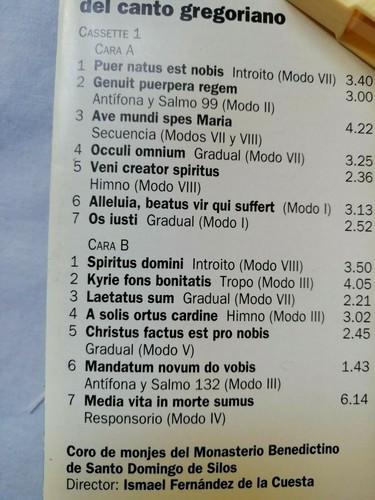 del canto gregoriano
CASSETTE 1
CARA A
1 Puer natus est nobis Introito (Modo VII) 3.40
2 Genuit puerpera regem 3.00
Antífona y Salmo 99 (Modo II)
3 Ave mundi spes Maria
Secuencia (Modos VII y VIII) 4.22
4 Occuli omnium Gradual (Modo VII) 3.25
5 Veni creator spiritus 2.36
Himno (Modo VIII)
6 Alleluia, beatus vir qui suffert (Modo I) 3.13
7 Os iusti Gradual (Modo I) 2.52
CARA B
1 Spiritus domini Introito (Modo VIII) 3.50
2 Kyrie fons bonitatis Tropo (Modo III) 4.05
3 Laetatus sum Gradual (Modo VII) 2.21
4 A solis ortus cardine Himno (Modo III) 3.02
5 Christus factus est pro nobis 2.45
Gradual (Modo V)
6 Mandatum novum do vobis 1.43
Antífona y Salmo 132 (Modo III)
7 Media vita in morte sumus 6.14
Responsorio (Modo IV)
Coro de monjes del Monasterio Benedictino
de Santo Domingo de Silos
Director: Ismael Fernández de la Cuesta